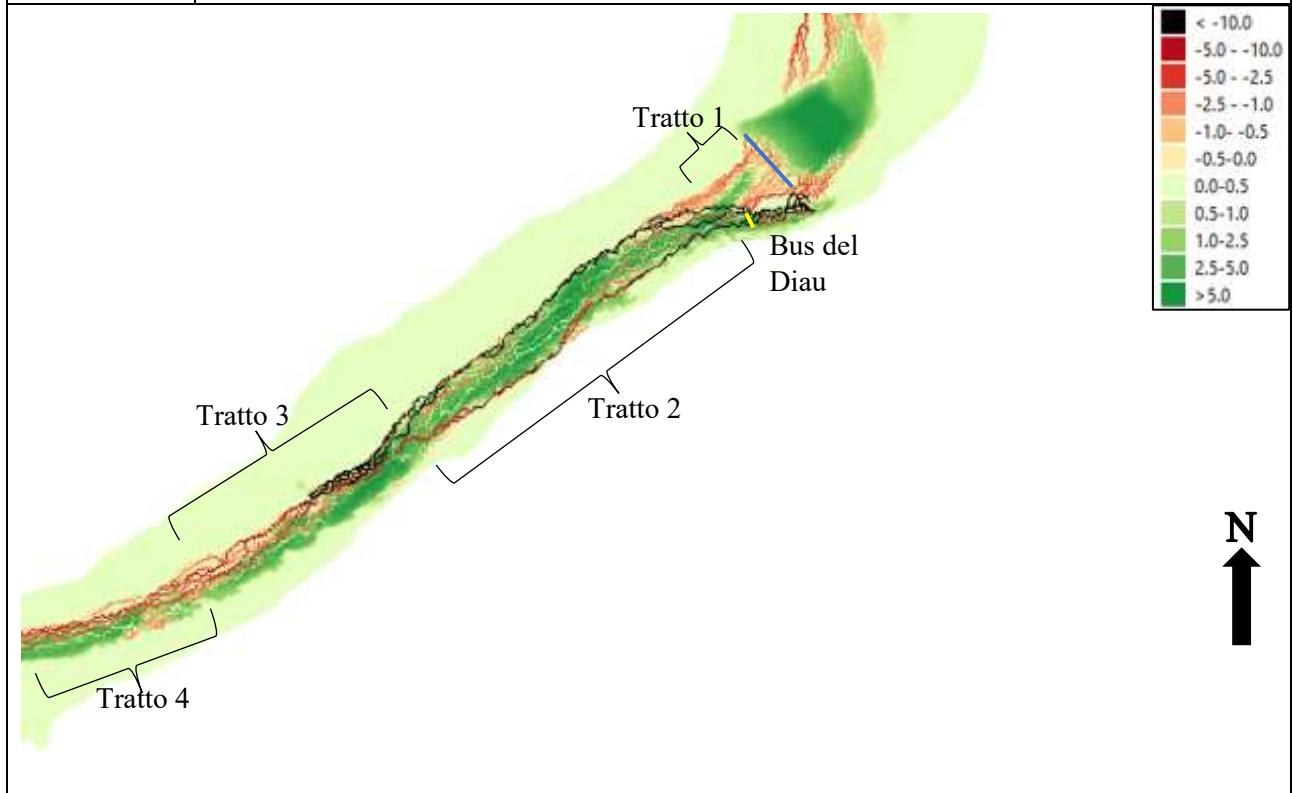 < -10.0
-5.0 - -10.0
-5.0 - -2.5
-2.5 - -1.0
-1.0- -0.5
-0.5-0.0
0.0-0.5
0.5-1.0
1.0-2.5
2.5-5.0
>5.0
Tratto 1
Bus del
Diau
Tratto 2
Tratto 3
N
Tratto 4